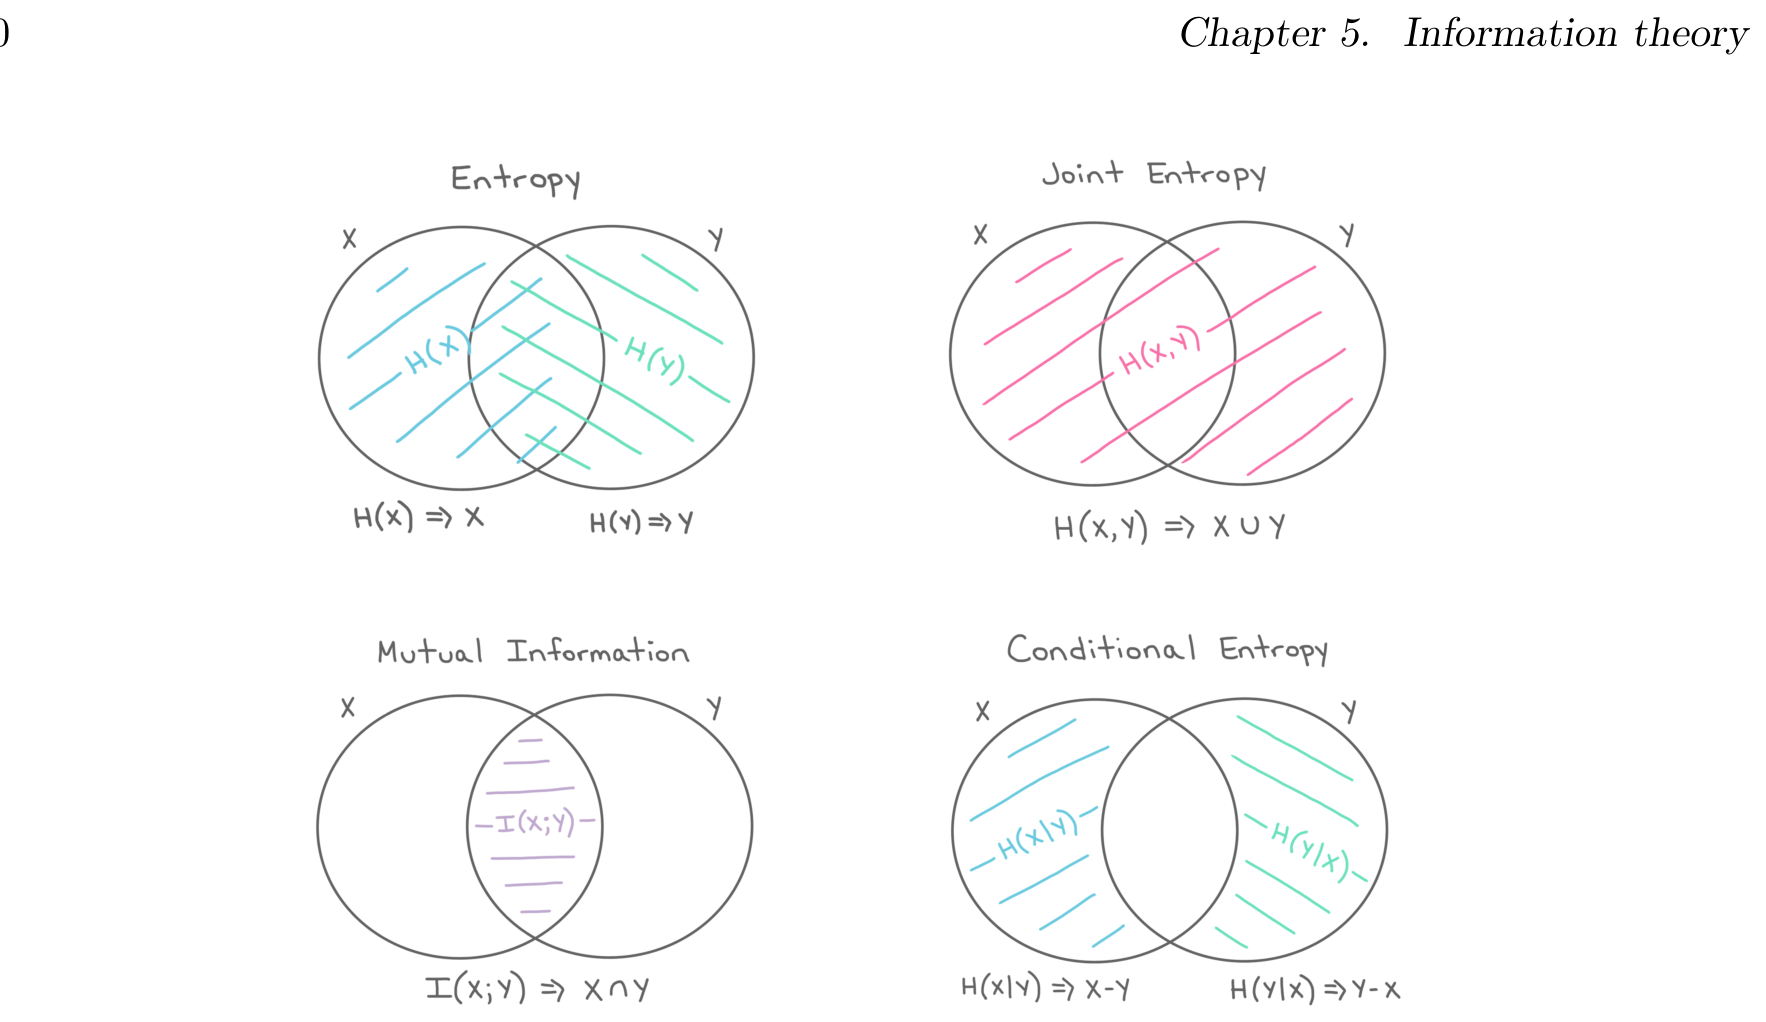 0
Chapter 5. Information theory
Entropy
X
Y
H(X)
H(Y)
H(X) ⇒ X
H(Y) ⇒ Y
Joint Entropy
X
Y
H(X,Y)
H(X,Y) ⇒ X ∪ Y
Mutual Information
X
Y
I(X;Y)
I(X;Y) ⇒ X ∩ Y
Conditional Entropy
X
Y
H(X|Y)
H(Y|X)
H(X|Y) ⇒ X-Y
H(Y|X) ⇒ Y-X